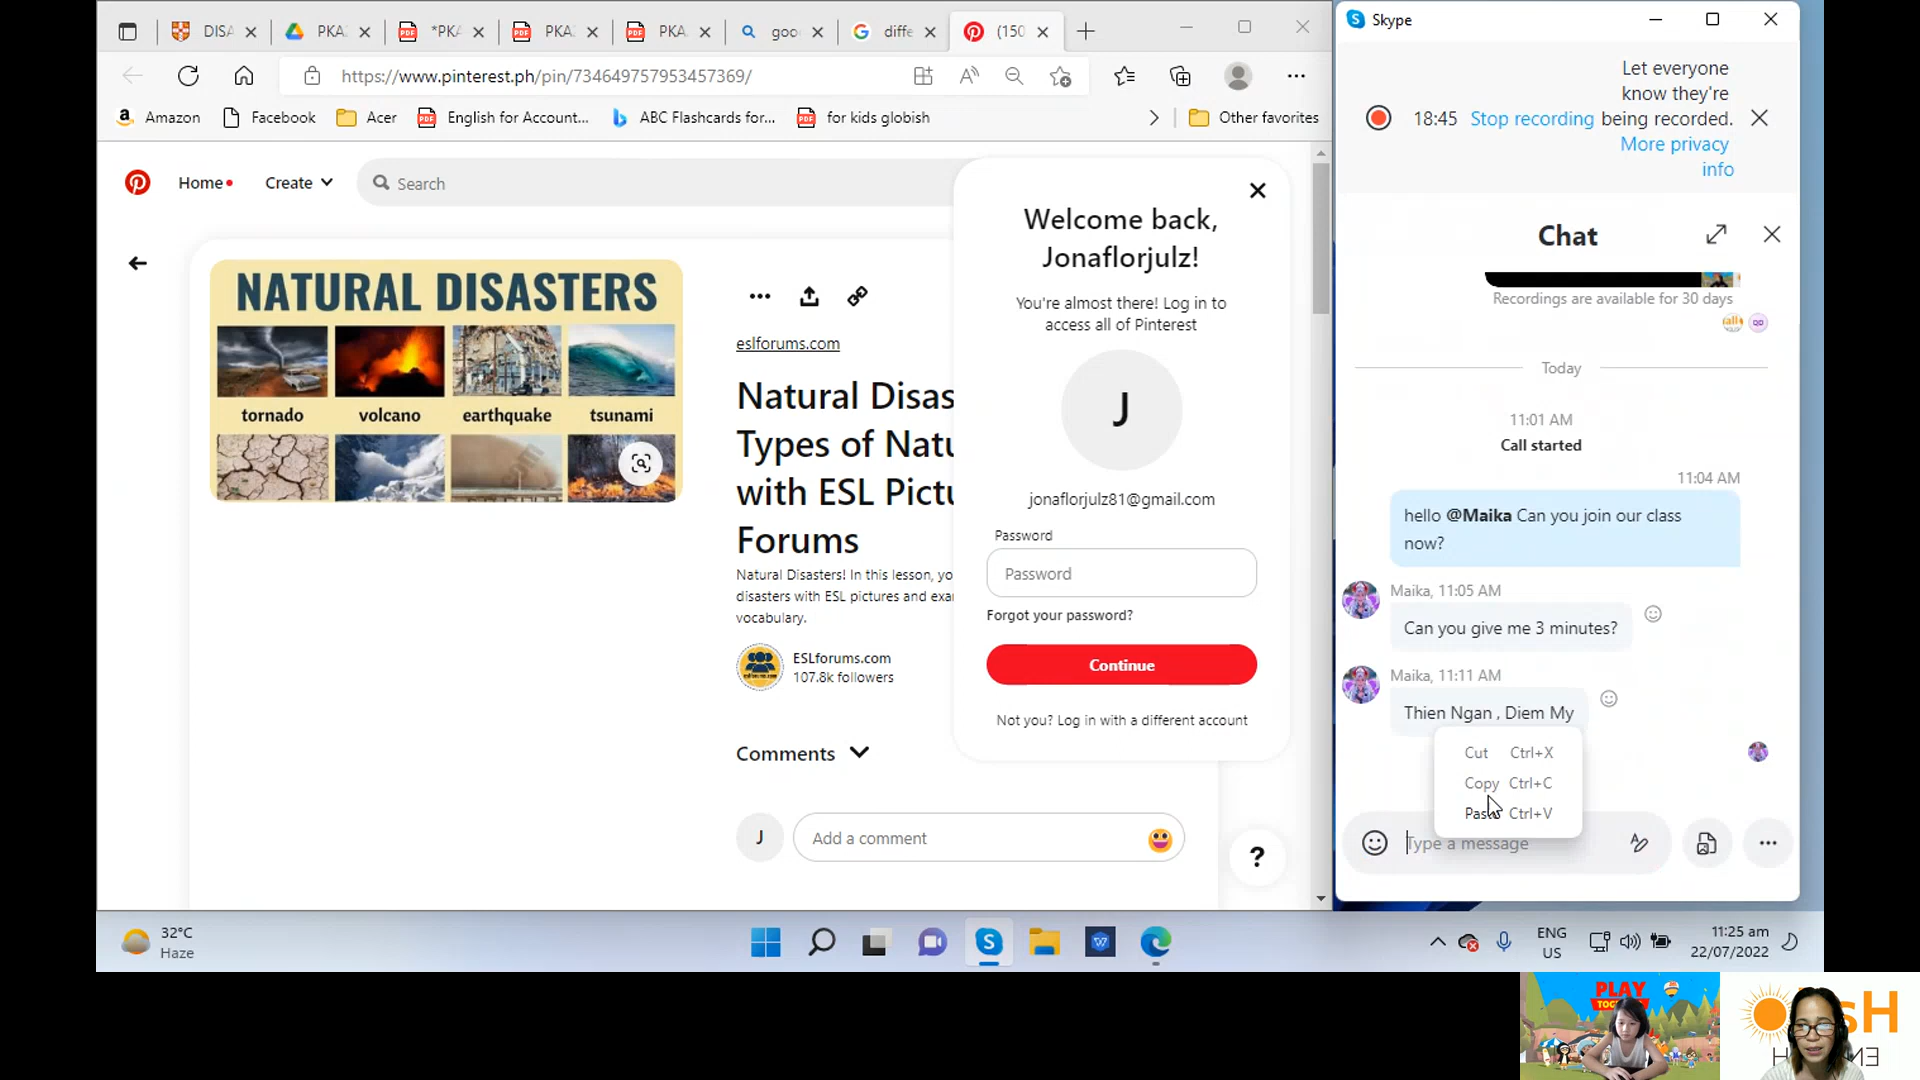 DISA
PKA
*PKA
PKA
PKA
goo
diffe
(150
https://www.pinterest.ph/pin/734649757953457369/
Amazon
Facebook
Acer
English for Account...
ABC Flashcards for...
for kids globish
Other favorites
Home
Create
Search
NATURAL DISASTERS
tornado
volcano
earthquake
tsunami
eslforums.com
Natural Disas
Types of Natu
with ESL Pictu
Forums
Natural Disasters! In this lesson, yo
disasters with ESL pictures and exa
vocabulary.
ESLforums.com
107.8k followers
Comments
J
Add a comment
?
Welcome back,
Jonaflorjulz!
You're almost there! Log in to
access all of Pinterest
J
jonaflorjulz81@gmail.com
Password
Password
Forgot your password?
Continue
Not you? Log in with a different account
Skype
18:45
Stop recording
Let everyone
know they're
being recorded.
More privacy
info
Chat
Recordings are available for 30 days
Today
11:01 AM
Call started
11:04 AM
hello @Maika Can you join our class
now?
Maika, 11:05 AM
Can you give me 3 minutes?
Maika, 11:11 AM
Thien Ngan , Diem My
Cut Ctrl+X
Copy Ctrl+C
Paste Ctrl+V
Type a message
32°C
Haze
ENG
US
11:25 am
22/07/2022
PLAY